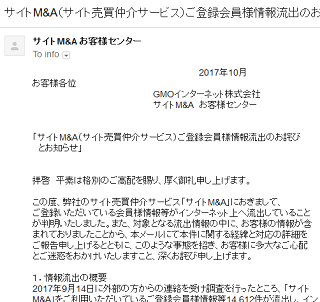 サイトM&A（サイト売買仲介サービス）ご登録会員様情報流出のお
サイトM&A お客様センター
To info
2017年10月
お客様各位
GMOインターネット株式会社
サイトM&A お客様センター
「サイトM&A（サイト売買仲介サービス）ご登録会員様情報流出のお詫び
とお知らせ」
拝啓 平素は格別のご高配を賜り、厚く御礼申し上げます。
この度、弊社のサイト売買仲介サービス「サイトM&A」におきまして、
ご登録いただいている会員様情報等がインターネット上へ流出していること
が判明いたしました。また、対象となる流出情報の中に、お客様の情報が含
まれておりましたことから、本メールにて本件に関する経緯と対応の詳細を
ご報告申し上げるとともに、このような事態を招き、お客様に多大なご心配
とご迷惑をおかけいたしますこと、深くお詫び申し上げます。
1．情報流出の概要
2017年9月14日に外部の方からの連絡を受け調査を行ったところ、「サイト
M&A」をご利用いただいているご登録会員様情報等14,612件が流出し、イン